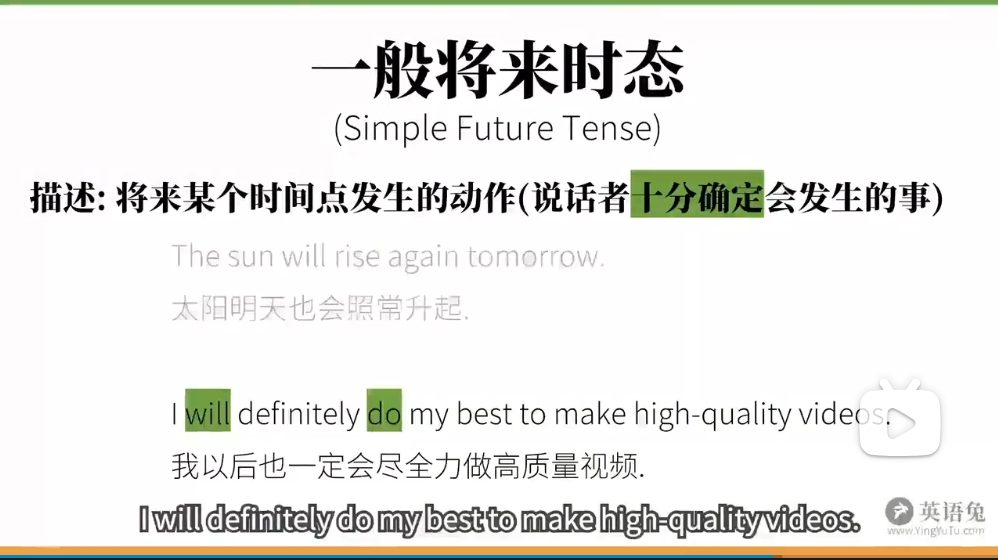 一般将来时态
(Simple Future Tense)
描述: 将来某个时间点发生的动作(说话者十分确定会发生的事)
The sun will rise again tomorrow.
太阳明天也会照常升起.
I will definitely do my best to make high-quality videos.
我以后也一定会尽全力做高质量视频.
I will definitely do my best to make high-quality videos.
英语兔
www.YingYuTu.com